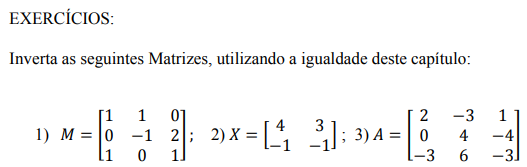 EXERCÍCIOS:
Inverta as seguintes Matrizes, utilizando a igualdade deste capítulo:
1) M = [1 1 0; 0 −1 2; 1 0 1]; 2) X = [4 3; −1 −1]; 3) A = [2 −3 1; 0 4 −4; −3 6 −3]